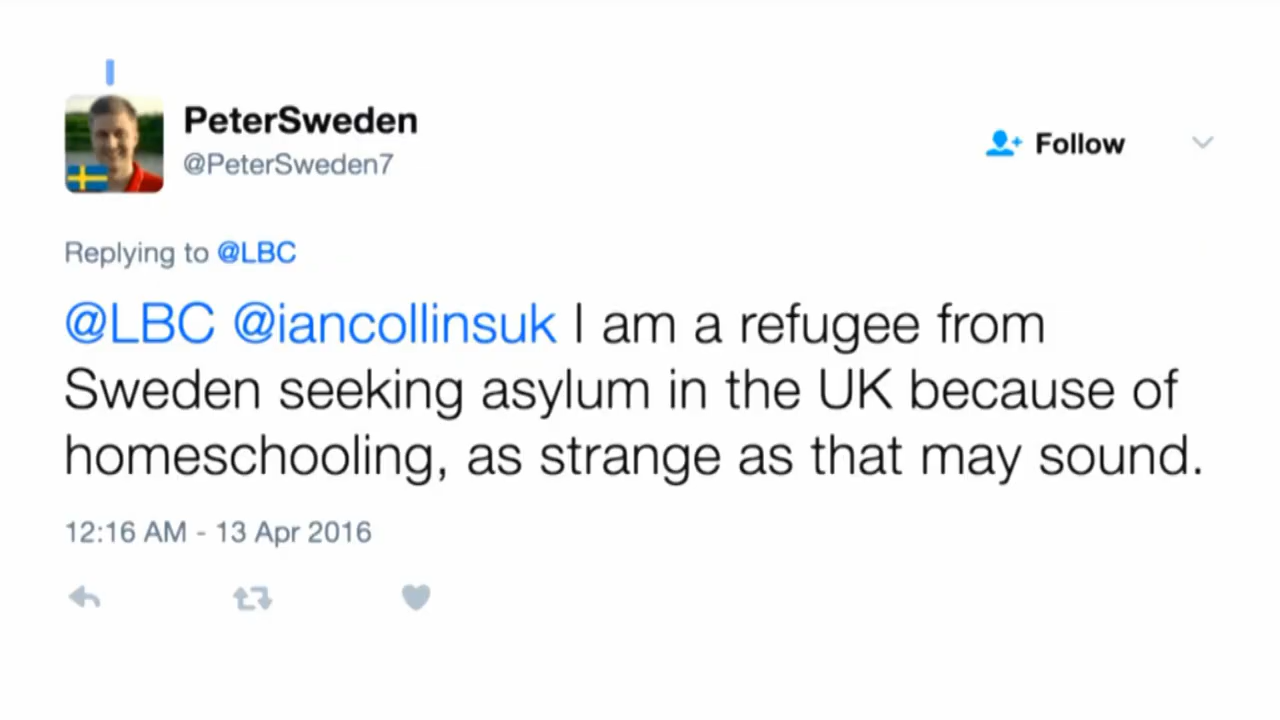 PeterSweden
@PeterSweden7
Follow
Replying to @LBC
@LBC @iancollinsuk I am a refugee from
Sweden seeking asylum in the UK because of
homeschooling, as strange as that may sound.
12:16 AM - 13 Apr 2016